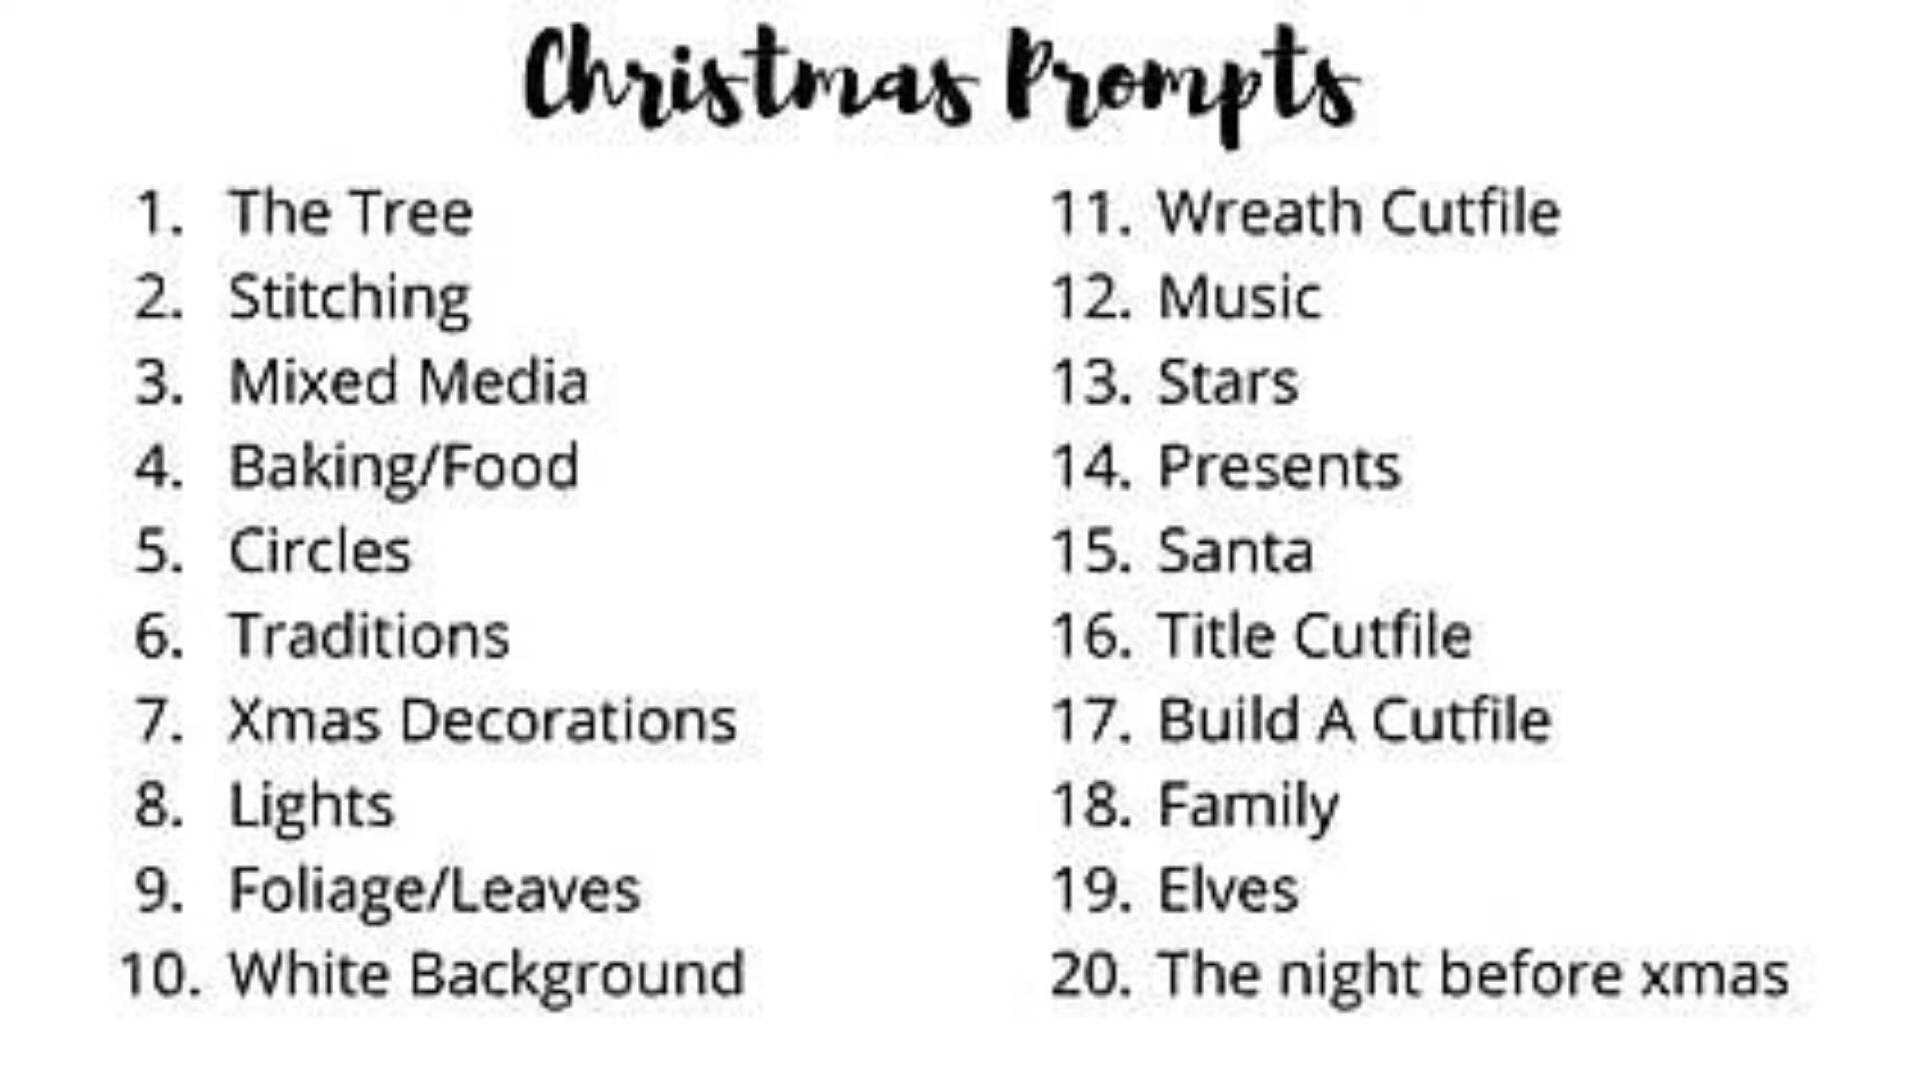 Christmas Prompts
1. The Tree
2. Stitching
3. Mixed Media
4. Baking/Food
5. Circles
6. Traditions
7. Xmas Decorations
8. Lights
9. Foliage/Leaves
10. White Background
11. Wreath Cutfile
12. Music
13. Stars
14. Presents
15. Santa
16. Title Cutfile
17. Build A Cutfile
18. Family
19. Elves
20. The night before xmas